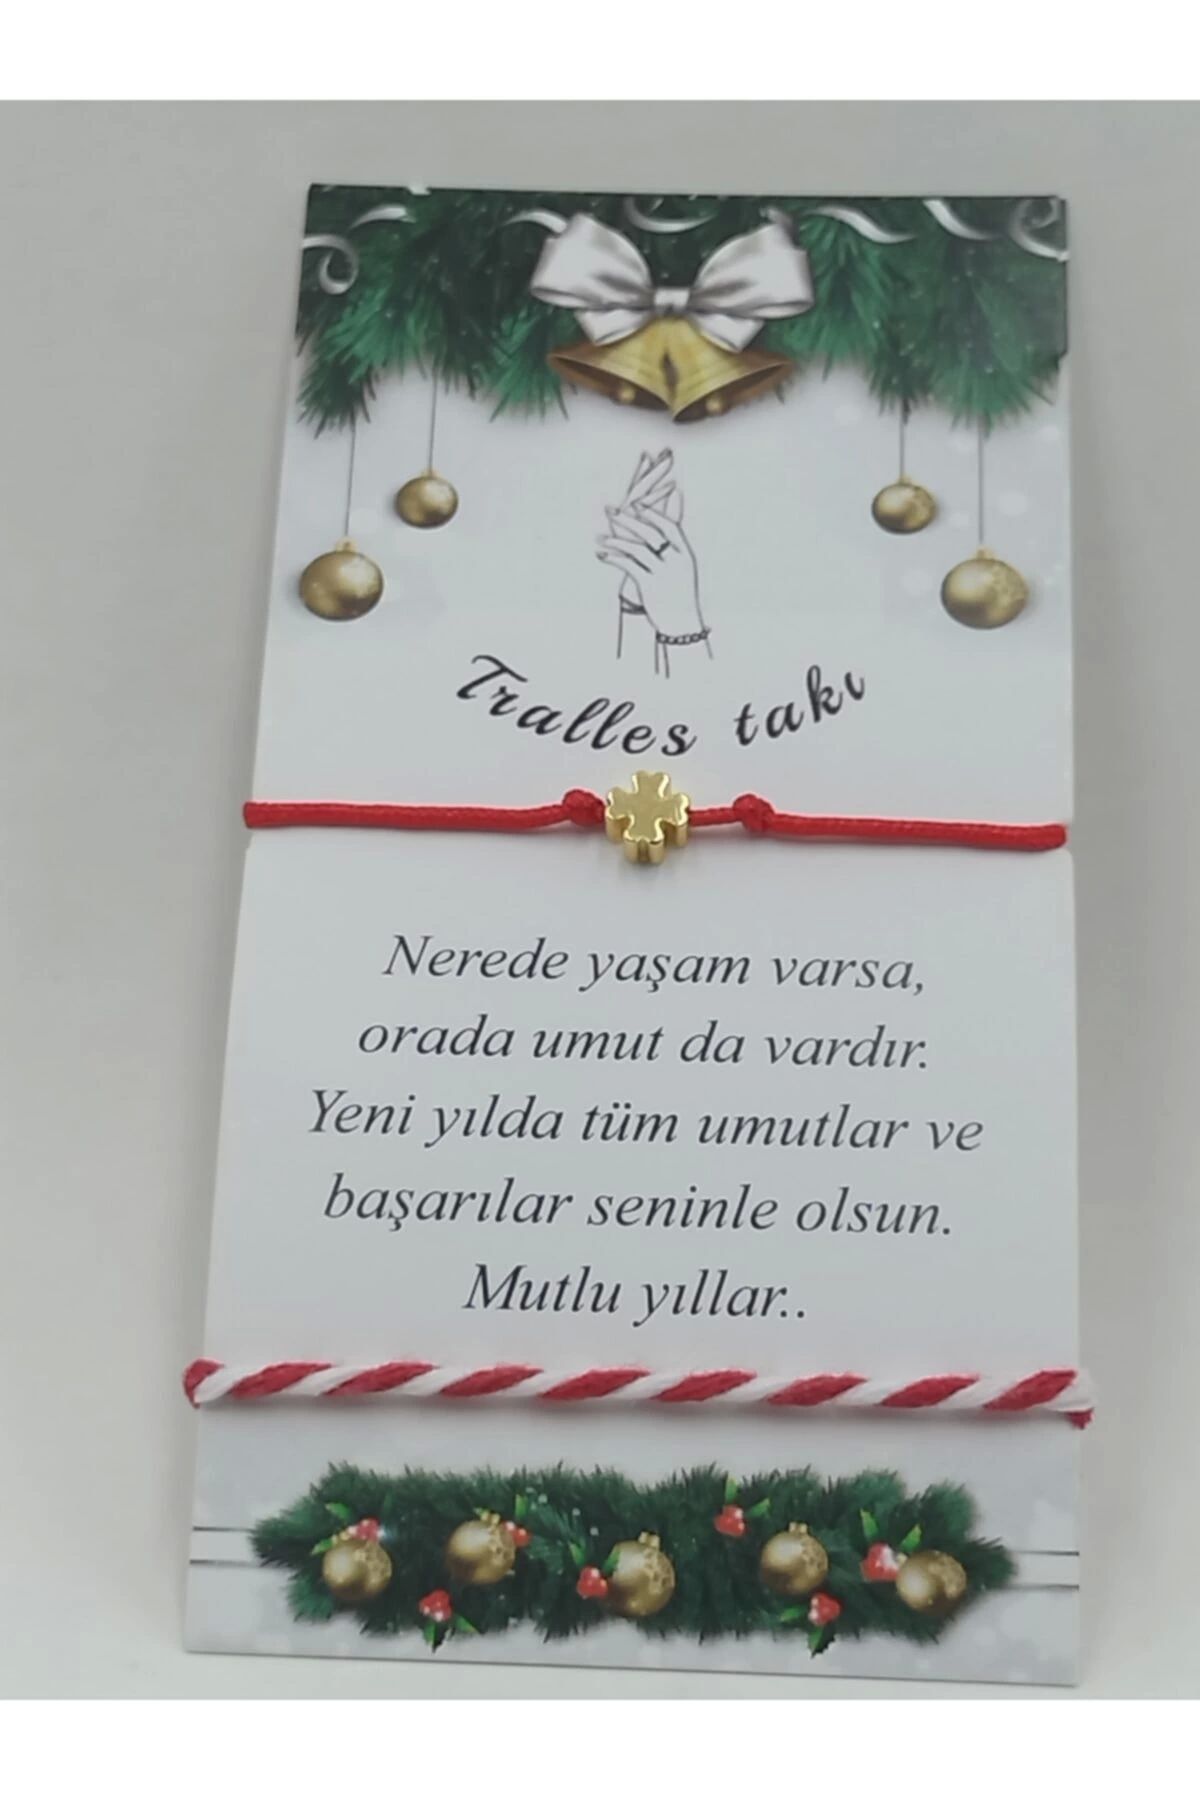 Tralles takı
Nerede yaşam varsa,
orada umut da vardır.
Yeni yılda tüm umutlar ve
başarılar seninle olsun.
Mutlu yıllar..